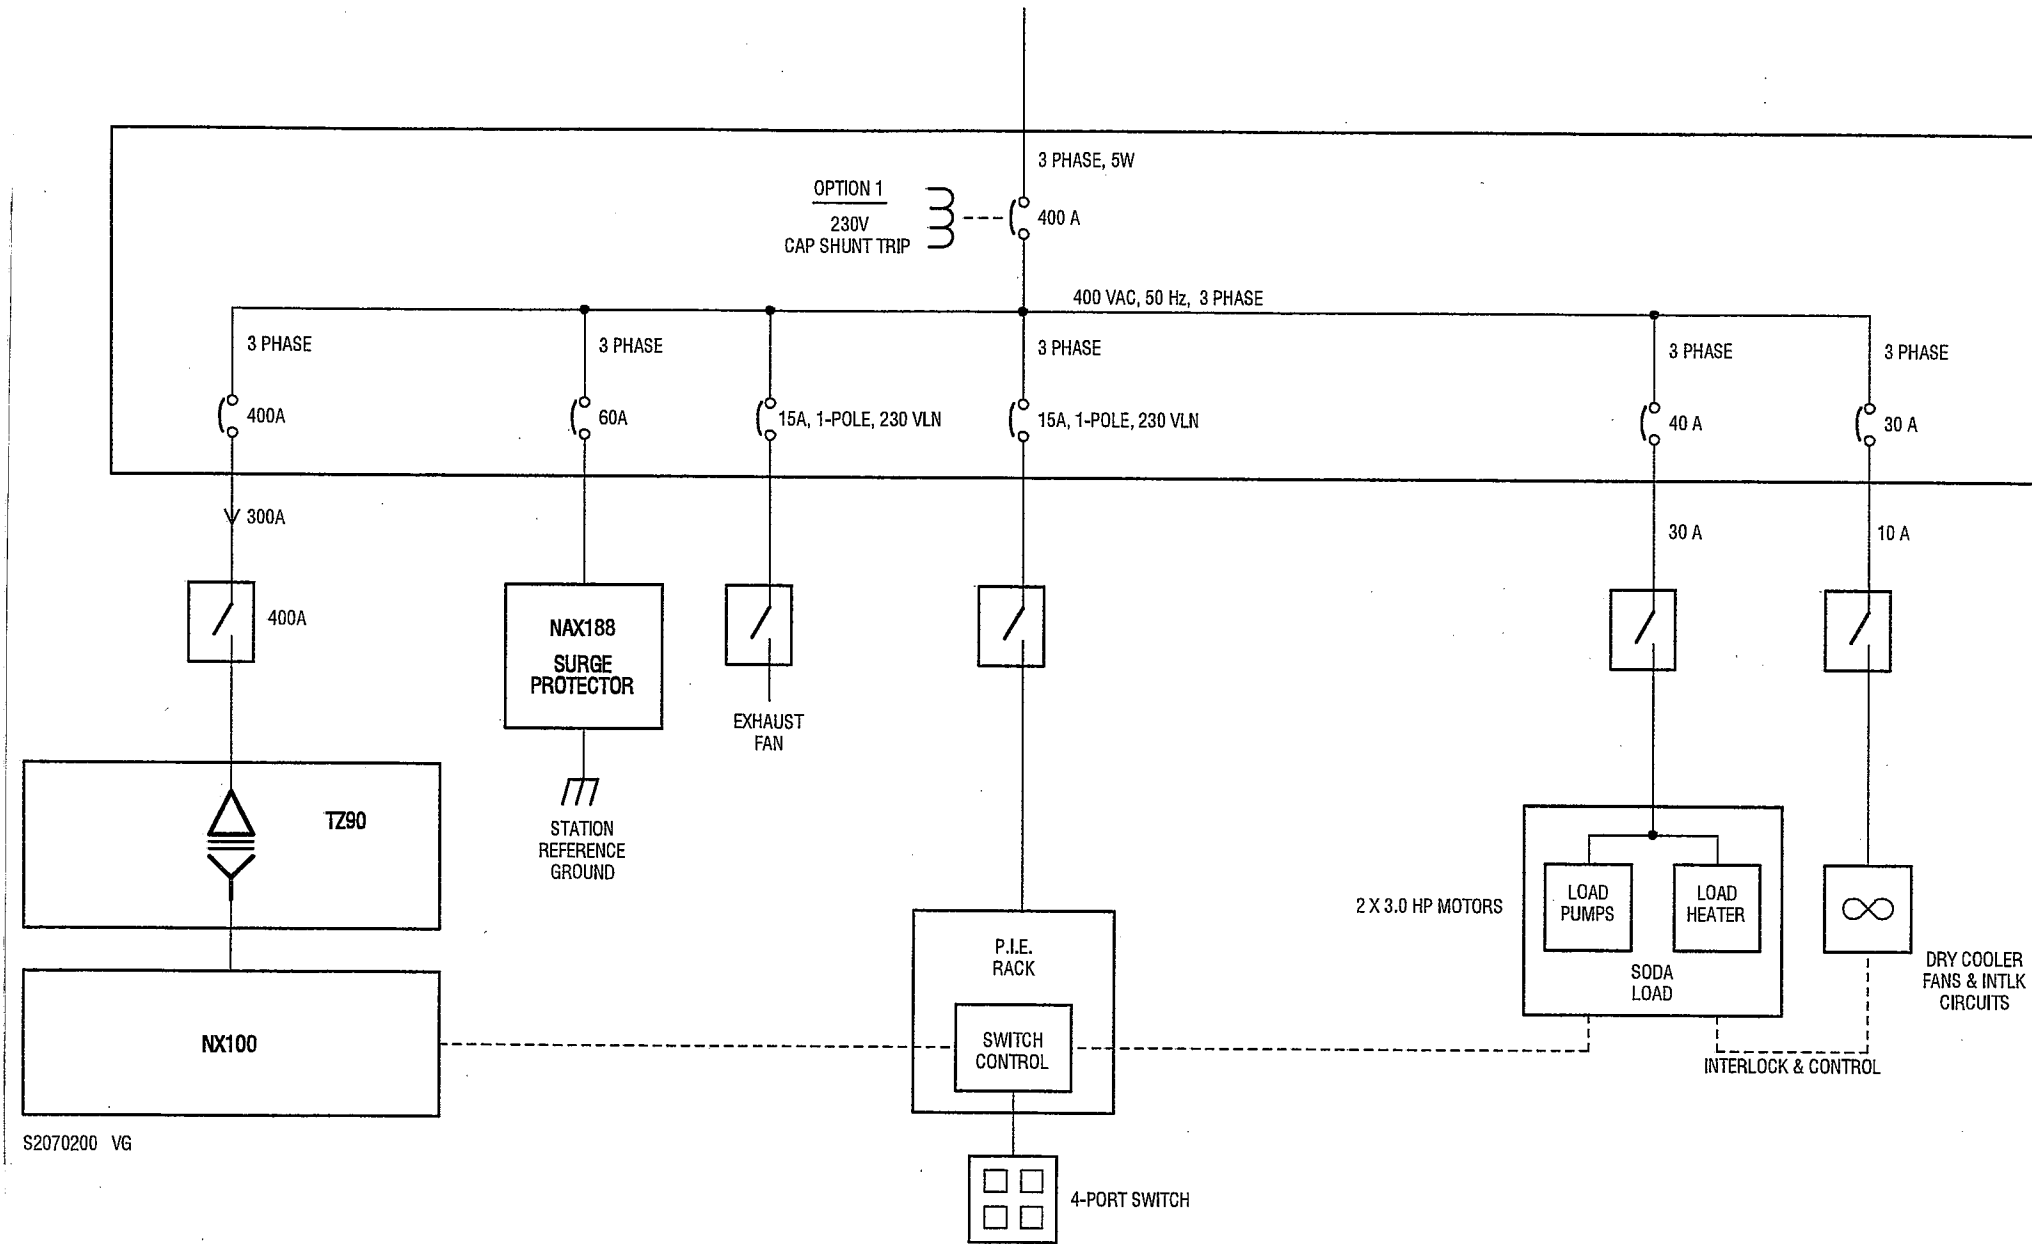 3 PHASE, 5W
OPTION 1
230V
CAP SHUNT TRIP
400 A
400 VAC, 50 Hz, 3 PHASE
3 PHASE
3 PHASE
3 PHASE
3 PHASE
3 PHASE
400A
60A
15A, 1-POLE, 230 VLN
15A, 1-POLE, 230 VLN
40 A
30 A
300A
30 A
10 A
400A
NAX188
SURGE
PROTECTOR
EXHAUST
FAN
TZ90
STATION
REFERENCE
GROUND
2 X 3.0 HP MOTORS
LOAD
PUMPS
LOAD
HEATER
SODA
LOAD
DRY COOLER
FANS & INTLK
CIRCUITS
P.I.E.
RACK
NX100
SWITCH
CONTROL
INTERLOCK & CONTROL
S2070200 VG
4-PORT SWITCH